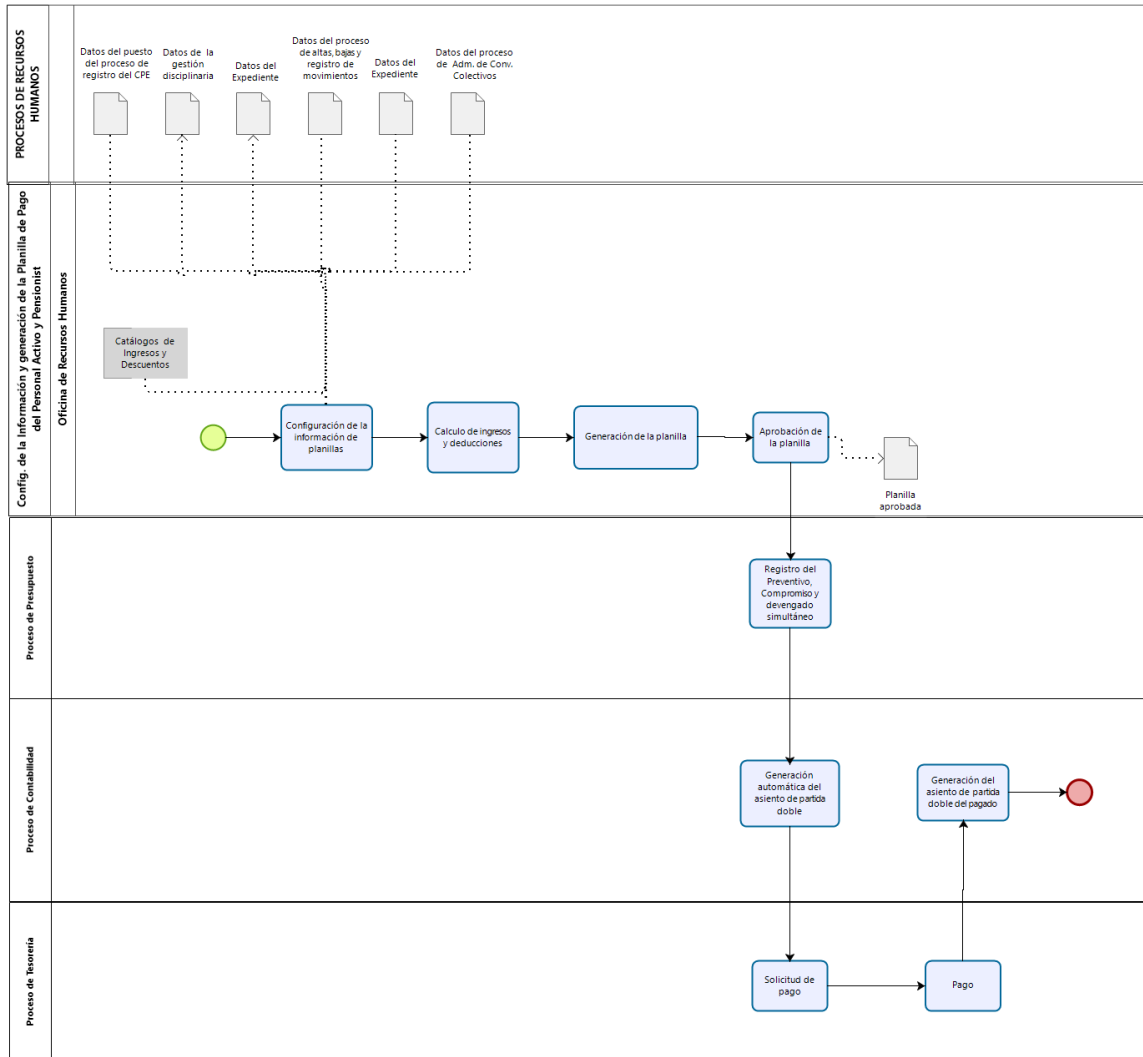 PROCESOS DE RECURSOS
HUMANOS
Datos del puesto
del proceso de
registro del CPE
Datos de la
gestión
disciplinaria
Datos del
Expediente
Datos del proceso
de altas, bajas y
registro de
movimientos
Datos del
Expediente
Datos del proceso
de Adm. de Conv.
Colectivos
Config. de la Información y generación de la Planilla de Pago
del Personal Activo y Pensionist
Oficina de Recursos Humanos
Catálogos de
Ingresos y
Descuentos
Configuración de la
información de
planillas
Calculo de ingresos
y deducciones
Generación de la planilla
Aprobación de
la planilla
Planilla
aprobada
Proceso de Presupuesto
Registro del
Preventivo,
Compromiso y
devengado
simultáneo
Proceso de Contabilidad
Generación
automática del
asiento de partida
doble
Generación del
asiento de partida
doble del pagado
Proceso de Tesorería
Solicitud de
pago
Pago